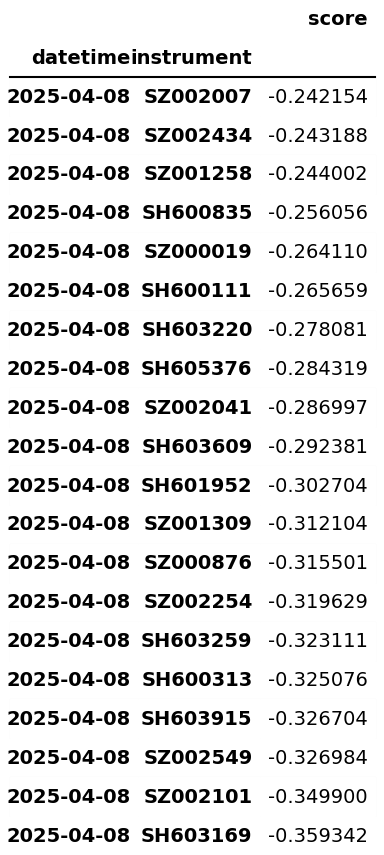 score
datetime instrument
2025-04-08 SZ002007 -0.242154
2025-04-08 SZ002434 -0.243188
2025-04-08 SZ001258 -0.244002
2025-04-08 SH600835 -0.256056
2025-04-08 SZ000019 -0.264110
2025-04-08 SH600111 -0.265659
2025-04-08 SH603220 -0.278081
2025-04-08 SH605376 -0.284319
2025-04-08 SZ002041 -0.286997
2025-04-08 SH603609 -0.292381
2025-04-08 SH601952 -0.302704
2025-04-08 SZ001309 -0.312104
2025-04-08 SZ000876 -0.315501
2025-04-08 SZ002254 -0.319629
2025-04-08 SH603259 -0.323111
2025-04-08 SH600313 -0.325076
2025-04-08 SH603915 -0.326704
2025-04-08 SZ002549 -0.326984
2025-04-08 SZ002101 -0.349900
2025-04-08 SH603169 -0.359342